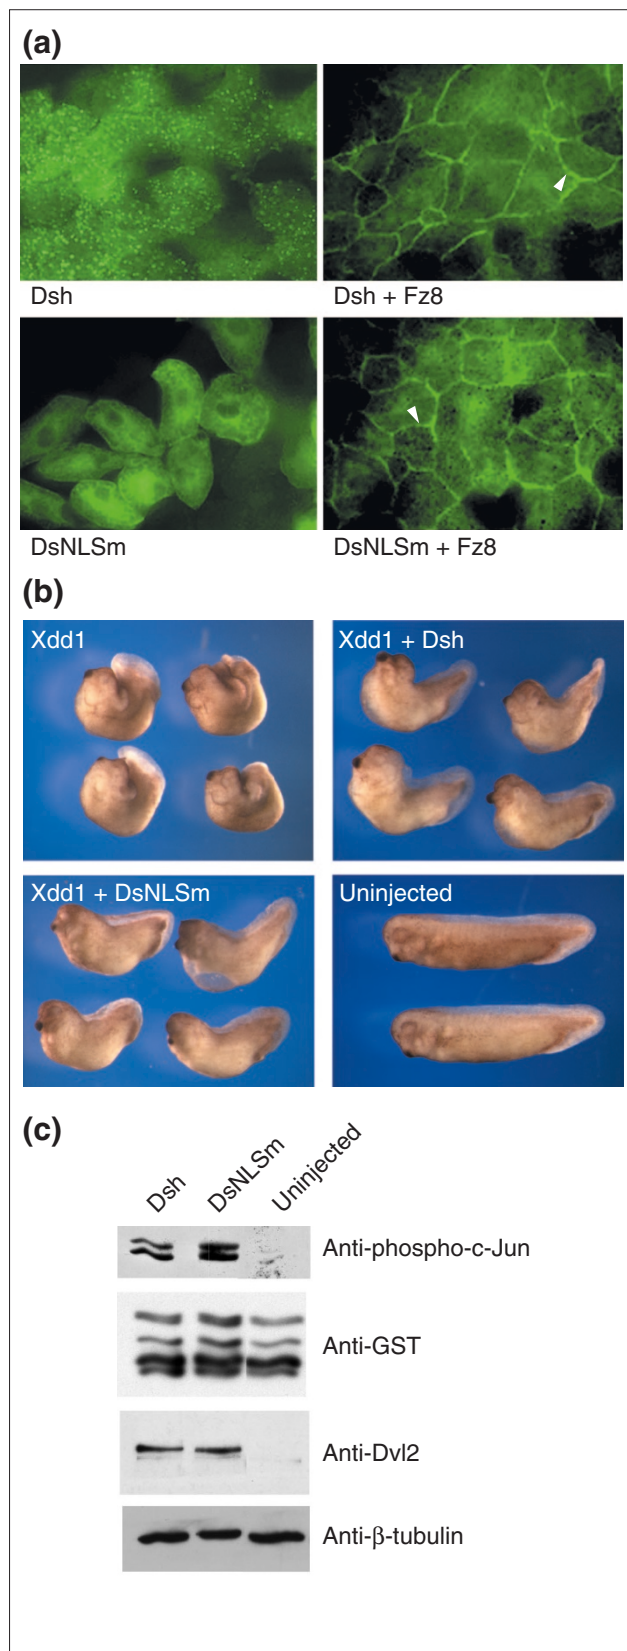 (a)
Dsh
Dsh + Fz8
DsNLSm
DsNLSm + Fz8
(b)
Xdd1
Xdd1 + Dsh
Xdd1 + DsNLSm
Uninjected
(c)
Dsh
DsNLSm
Uninjected
Anti-phospho-c-Jun
Anti-GST
Anti-Dvl2
Anti-β-tubulin